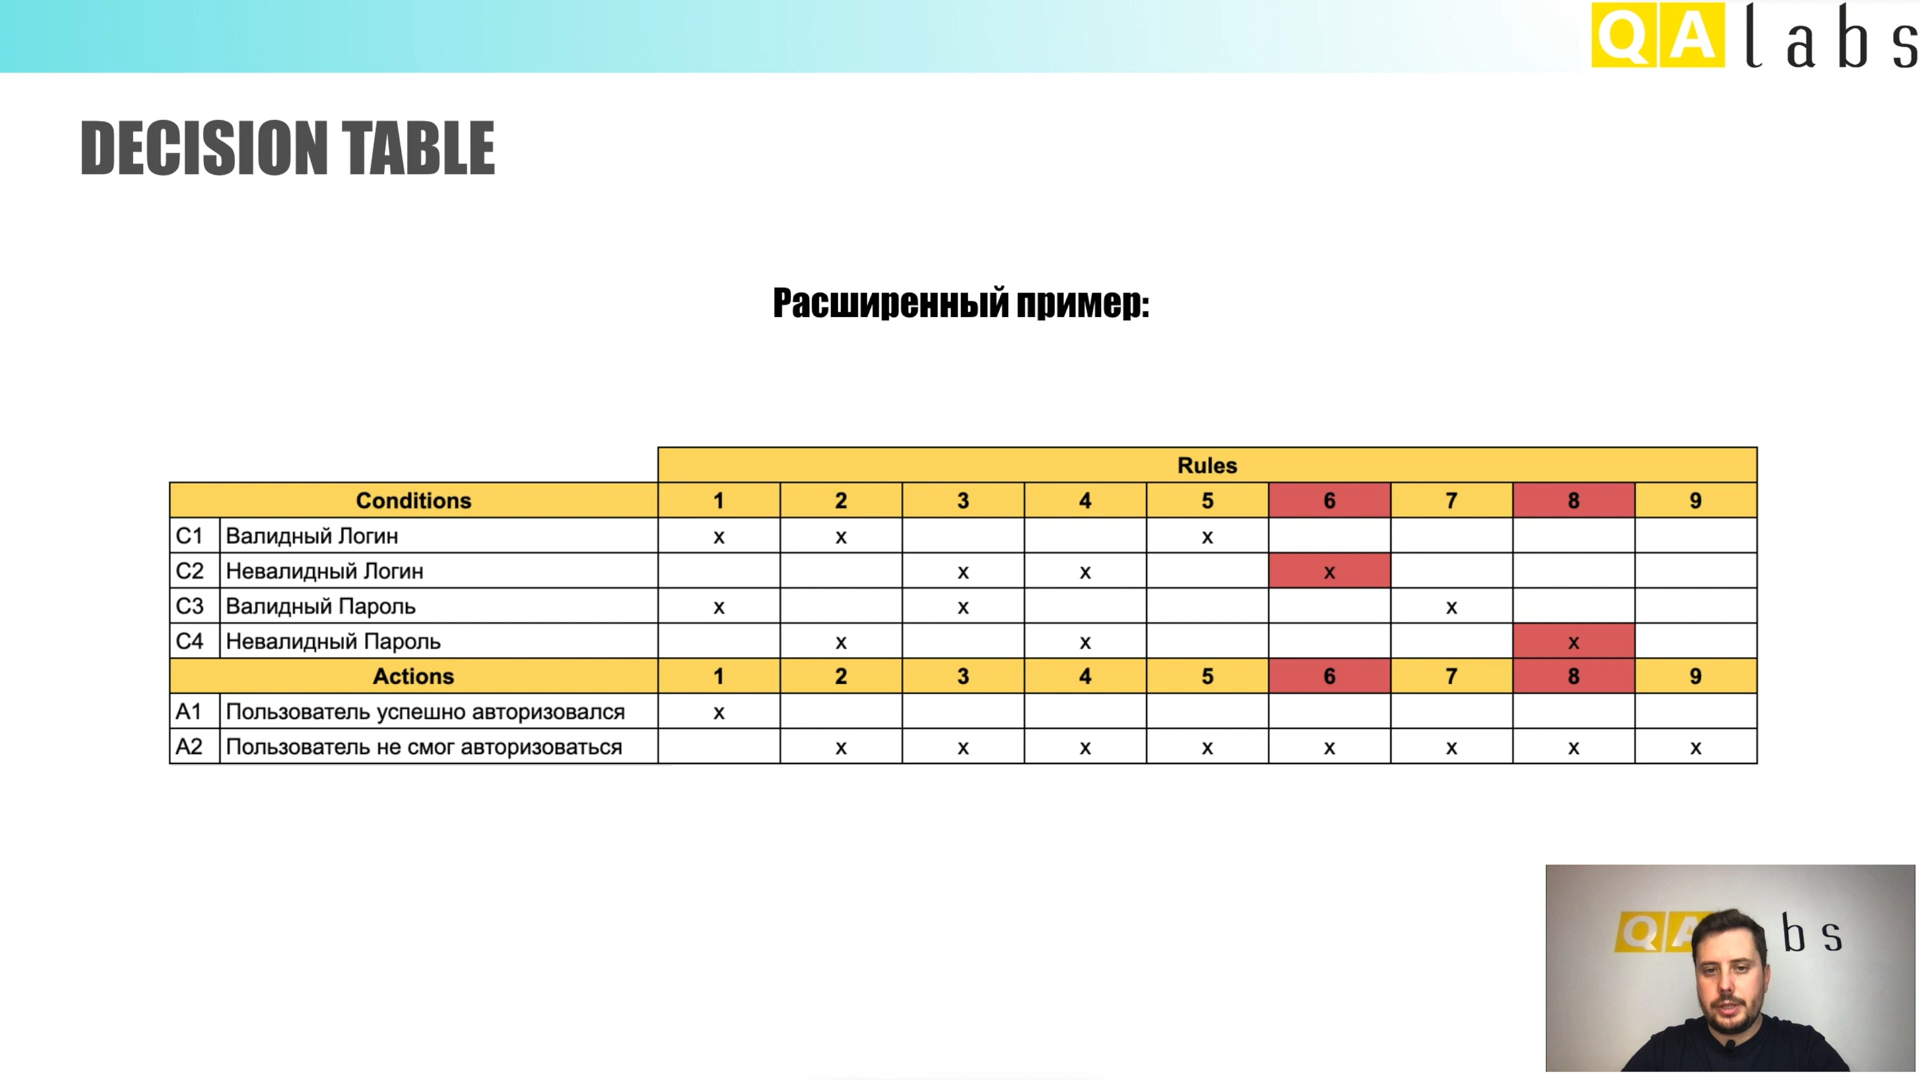 QA labs
DECISION TABLE
Расширенный пример:
Rules
Conditions 1 2 3 4 5 6 7 8 9
C1 Валидный Логин x x x
C2 Невалидный Логин x x x
C3 Валидный Пароль x x x
C4 Невалидный Пароль x x x
Actions 1 2 3 4 5 6 7 8 9
A1 Пользователь успешно авторизовался x
A2 Пользователь не смог авторизоваться x x x x x x x x
QA bs